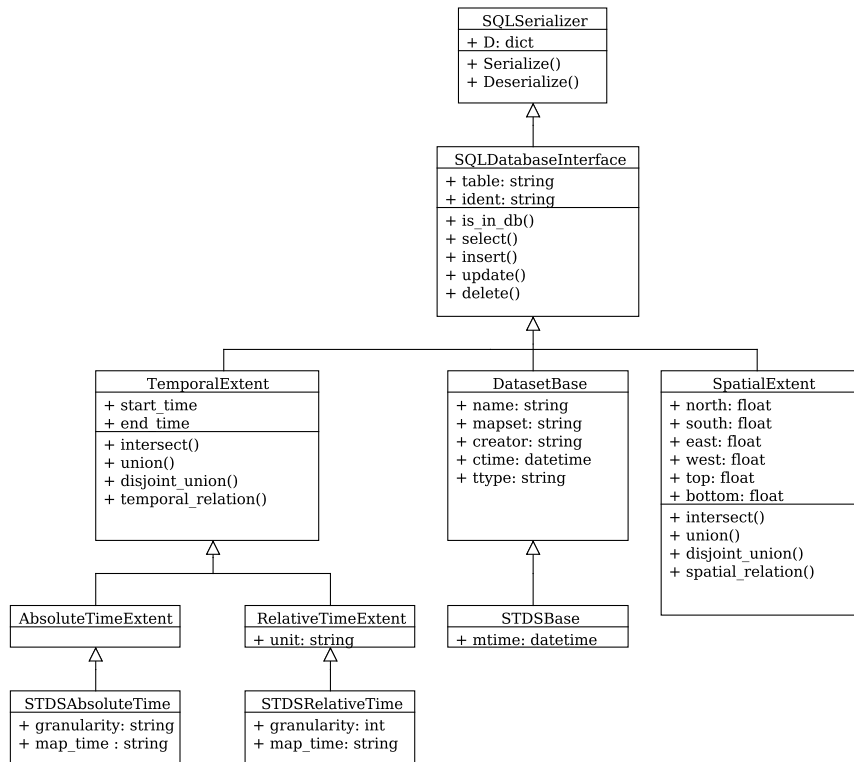 SQLSerializer
+ D: dict
+ Serialize()
+ Deserialize()
SQLDatabaseInterface
+ table: string
+ ident: string
+ is_in_db()
+ select()
+ insert()
+ update()
+ delete()
TemporalExtent
+ start_time
+ end_time
+ intersect()
+ union()
+ disjoint_union()
+ temporal_relation()
DatasetBase
+ name: string
+ mapset: string
+ creator: string
+ ctime: datetime
+ ttype: string
SpatialExtent
+ north: float
+ south: float
+ east: float
+ west: float
+ top: float
+ bottom: float
+ intersect()
+ union()
+ disjoint_union()
+ spatial_relation()
AbsoluteTimeExtent
RelativeTimeExtent
+ unit: string
STDSBase
+ mtime: datetime
STDSAbsoluteTime
+ granularity: string
+ map_time : string
STDSRelativeTime
+ granularity: int
+ map_time: string